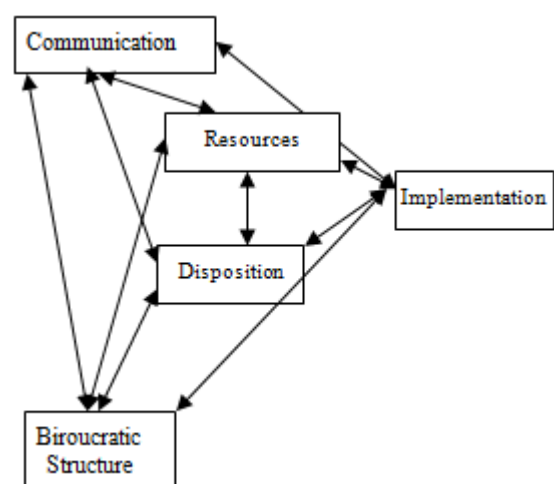 Communication
Resources
Implementation
Disposition
Biroucratic
Structure